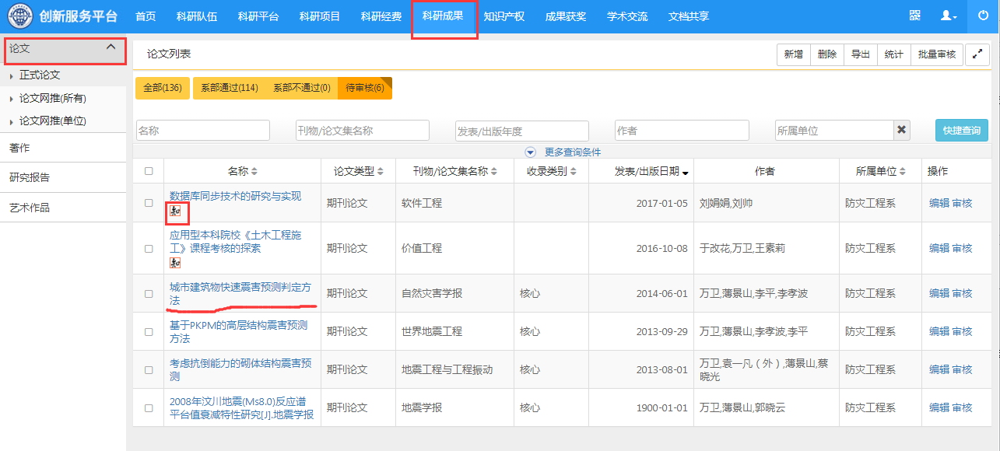 创新服务平台 首页 科研队伍 科研平台 科研项目 科研经费 科研成果 知识产权 成果获奖 学术交流 文档共享
论文
正式论文
论文网推(所有)
论文网推(单位)
著作
研究报告
艺术作品
论文列表 新增 删除 导出 统计 批量审核
全部(136) 系部通过(114) 系部不通过(0) 待审核(6)
名称 刊物/论文集名称 发表/出版年度 作者 所属单位 快捷查询
更多查询条件
名称 论文类型 刊物/论文集名称 收录类别 发表/出版日期 作者 所属单位 操作
数据库同步技术的研究与实现 期刊论文 软件工程 2017-01-05 刘娟娟,刘帅 防灾工程系 编辑 审核
应用型本科院校《土木工程施
工》课程考核的探索 期刊论文 价值工程 2016-10-08 于改花,万卫,王素莉 防灾工程系 编辑 审核
城市建筑物快速震害预测判定方
法 期刊论文 自然灾害学报 核心 2014-06-01 万卫,薄景山,李平,李孝波 防灾工程系 编辑 审核
基于PKPM的高层结构震害预测
方法 期刊论文 世界地震工程 核心 2013-09-29 万卫,薄景山,李孝波,李平 防灾工程系 编辑 审核
考虑抗倒能力的砌体结构震害预
测 期刊论文 地震工程与工程振动 核心 2013-08-01 万卫,袁一凡（外）,薄景山,蔡
晓光 防灾工程系 编辑 审核
2008年汶川地震(Ms8.0)反应谱
平台值衰减特性研究[J].地震学报 期刊论文 地震学报 核心 1900-01-01 万卫,薄景山,郭晓云 防灾工程系 编辑 审核